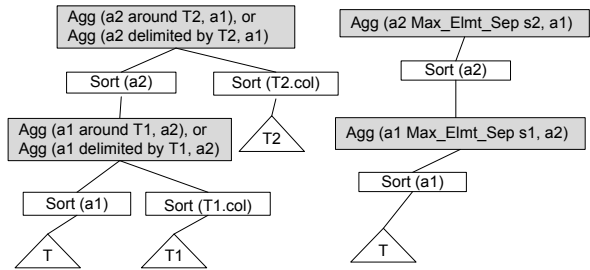 Agg (a2 around T2, a1), or
Agg (a2 delimited by T2, a1)
Sort (a2)
Sort (T2.col)
T2
Agg (a1 around T1, a2), or
Agg (a1 delimited by T1, a2)
Sort (a1)
Sort (T1.col)
T
T1
Agg (a2 Max_Elmt_Sep s2, a1)
Sort (a2)
Agg (a1 Max_Elmt_Sep s1, a2)
Sort (a1)
T